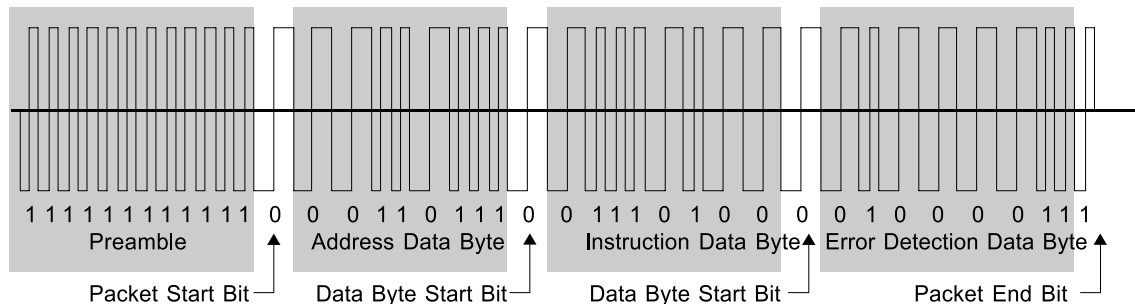 1 1 1 1 1 1 1 1 1 1 1 1 0 0 0 1 1 0 1 1 1 0 0 1 1 1 0 1 0 0 0 0 1 0 0 0 0 1 1 1
Preamble Address Data Byte Instruction Data Byte Error Detection Data Byte
Packet Start Bit Data Byte Start Bit Data Byte Start Bit Packet End Bit